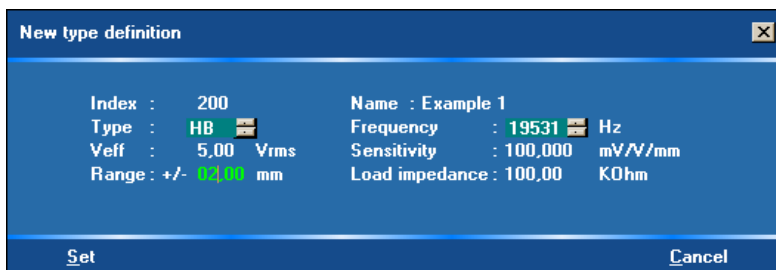 New type definition
Index : 200 Name : Example 1
Type : HB Frequency : 19531 Hz
Veff : 5,00 Vrms Sensitivity : 100,000 mV/V/mm
Range : +/- 02,00 mm Load impedance : 100,00 KOhm
Set Cancel